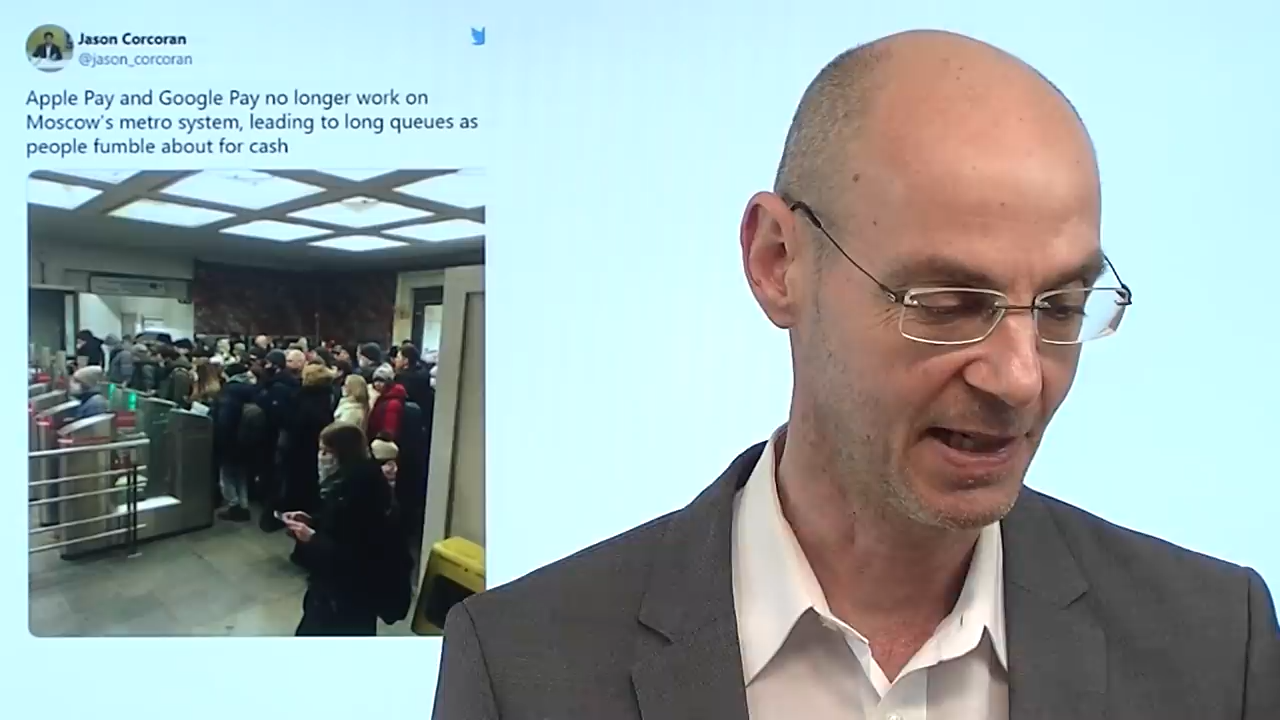 Jason Corcoran
@jason_corcoran
Apple Pay and Google Pay no longer work on
Moscow's metro system, leading to long queues as
people fumble about for cash